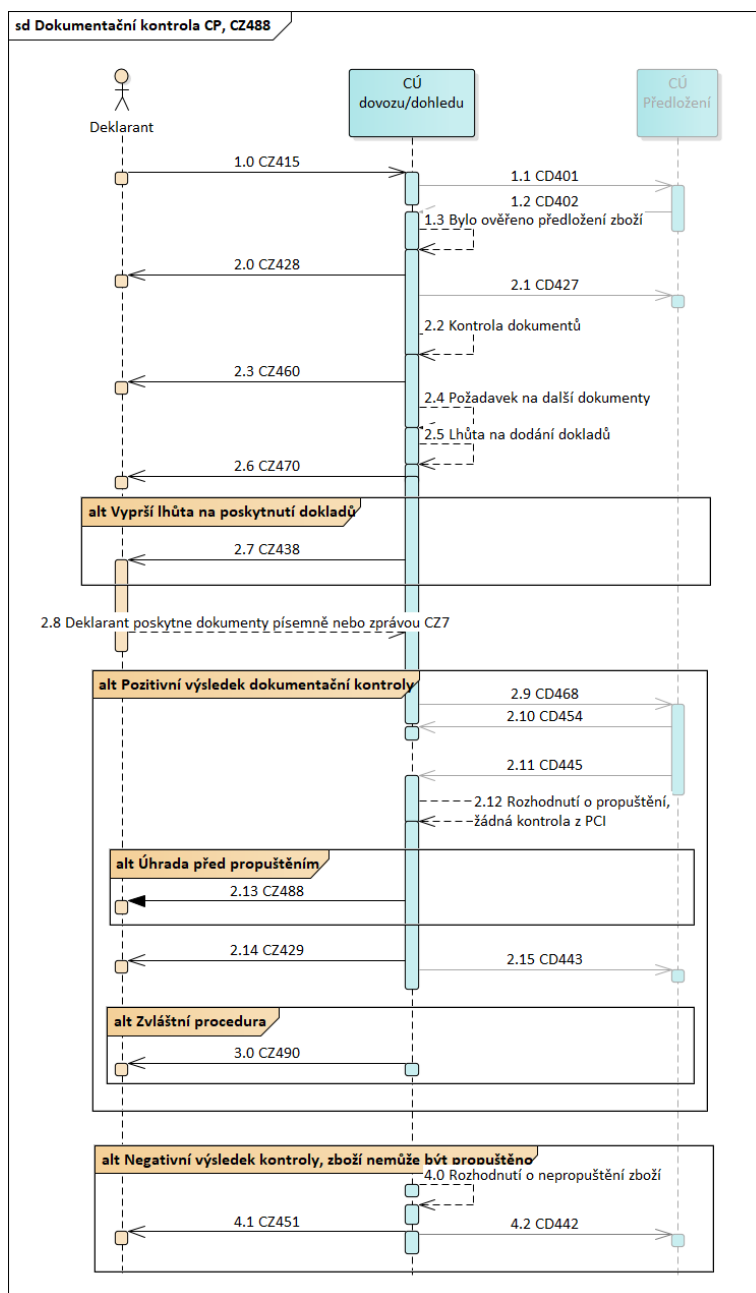 sd Dokumentační kontrola CP, CZ488
Deklarant
CÚ
dovozu/dohledu
CÚ
Předložení
1.0 CZ415
1.1 CD401
1.2 CD402
1.3 Bylo ověřeno předložení zboží
2.0 CZ428
2.1 CD427
2.2 Kontrola dokumentů
2.3 CZ460
2.4 Požadavek na další dokumenty
2.5 Lhůta na dodání dokladů
2.6 CZ470
alt Vyprší lhůta na poskytnutí dokladů
2.7 CZ438
2.8 Deklarant poskytne dokumenty písemně nebo zprávou CZ7
alt Pozitivní výsledek dokumentační kontroly
2.9 CD468
2.10 CD454
2.11 CD445
2.12 Rozhodnutí o propuštění,
žádná kontrola z PCI
alt Úhrada před propuštěním
2.13 CZ488
2.14 CZ429
2.15 CD443
alt Zvláštní procedura
3.0 CZ490
alt Negativní výsledek kontroly, zboží nemůže být propuštěno
4.0 Rozhodnutí o nepropuštění zboží
4.1 CZ451
4.2 CD442